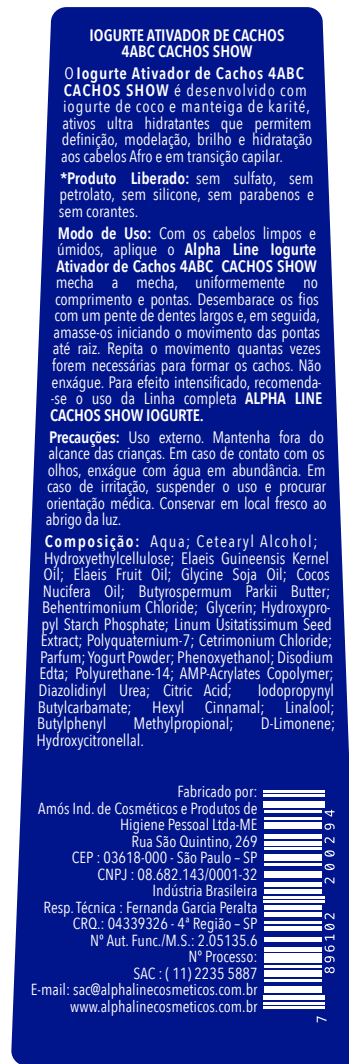 IOGURTE ATIVADOR DE CACHOS
4ABC CACHOS SHOW
O Iogurte Ativador de Cachos 4ABC
CACHOS SHOW é desenvolvido com
iogurte de coco e manteiga de karité,
ativos ultra hidratantes que permitem
definição, modelação, brilho e hidratação
aos cabelos Afro e em transição capilar.
*Produto Liberado: sem sulfato, sem
petrolato, sem silicone, sem parabenos e
sem corantes.
Modo de Uso: Com os cabelos limpos e
úmidos, aplique o Alpha Line Iogurte
Ativador de Cachos 4ABC CACHOS SHOW
mecha a mecha, uniformemente no
comprimento e pontas. Desembarace os fios
com um pente de dentes largos e, em seguida,
amasse-os iniciando o movimento das pontas
até raiz. Repita o movimento quantas vezes
forem necessárias para formar os cachos. Não
enxágue. Para efeito intensificado, recomenda-
-se o uso da Linha completa ALPHA LINE
CACHOS SHOW IOGURTE.
Precauções: Uso externo. Mantenha fora do
alcance das crianças. Em caso de contato com os
olhos, enxágue com água em abundância. Em
caso de irritação, suspender o uso e procurar
orientação médica. Conservar em local fresco ao
abrigo da luz.
Composição: Aqua; Cetearyl Alcohol;
Hydroxyethylcellulose; Elaeis Guineensis Kernel
Oil; Elaeis Fruit Oil; Glycine Soja Oil; Cocos
Nucifera Oil; Butyrospermum Parkii Butter;
Behentrimonium Chloride; Glycerin; Hydroxypro-
pyl Starch Phosphate; Linum Usitatissimum Seed
Extract; Polyquaternium-7; Cetrimonium Chloride;
Parfum; Yogurt Powder; Phenoxyethanol; Disodium
Edta; Polyurethane-14; AMP-Acrylates Copolymer;
Diazolidinyl Urea; Citric Acid; Iodopropynyl
Butylcarbamate; Hexyl Cinnamal; Linalool;
Butylphenyl Methylpropional; D-Limonene;
Hydroxycitronellal.
Fabricado por:
Amós Ind. de Cosméticos e Produtos de
Higiene Pessoal Ltda-ME
Rua São Quintino, 269
CEP : 03618-000 - São Paulo – SP
CNPJ : 08.682.143/0001-32
Indústria Brasileira
Resp. Técnica : Fernanda Garcia Peralta
CRQ.: 04339326 - 4ª Região – SP
Nº Aut. Func./M.S.: 2.05135.6
Nº Processo:
SAC : ( 11) 2235 5887
E-mail: sac@alphalinecosmeticos.com.br
www.alphalinecosmeticos.com.br
7 896102 200294